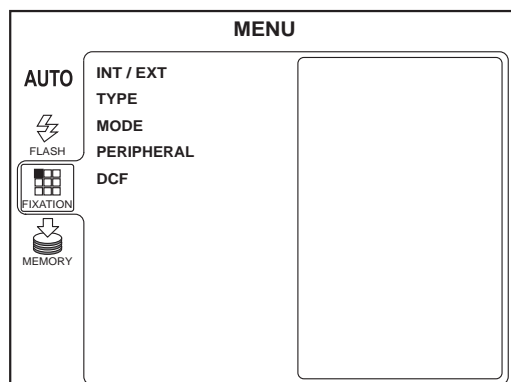 MENU
AUTO
FLASH
FIXATION
MEMORY
INT / EXT
TYPE
MODE
PERIPHERAL
DCF